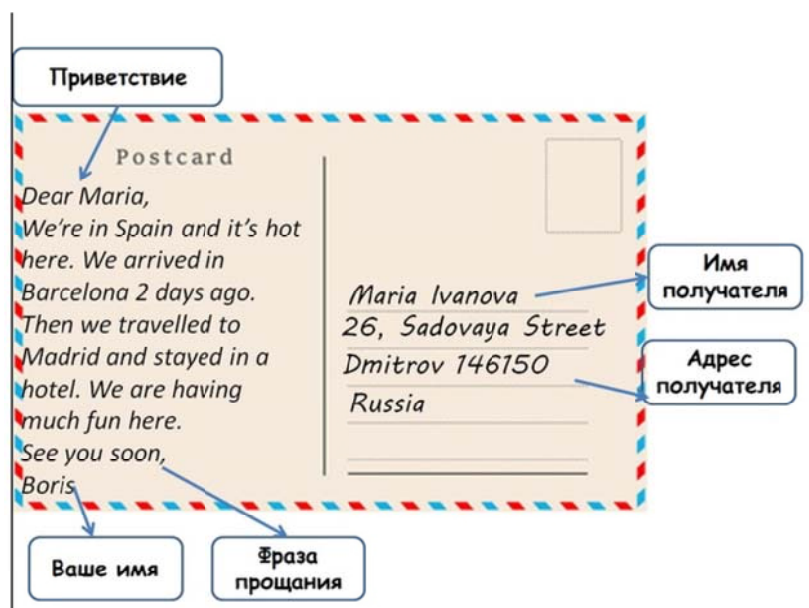 Приветствие
Postcard
Dear Maria,
We're in Spain and it's hot
here. We arrived in
Barcelona 2 days ago.
Then we travelled to
Madrid and stayed in a
hotel. We are having
much fun here.
See you soon,
Boris
Maria Ivanova
26, Sadovaya Street
Dmitrov 146150
Russia
Имя
получателя
Адрес
получателя
Ваше имя
Фраза
прощания